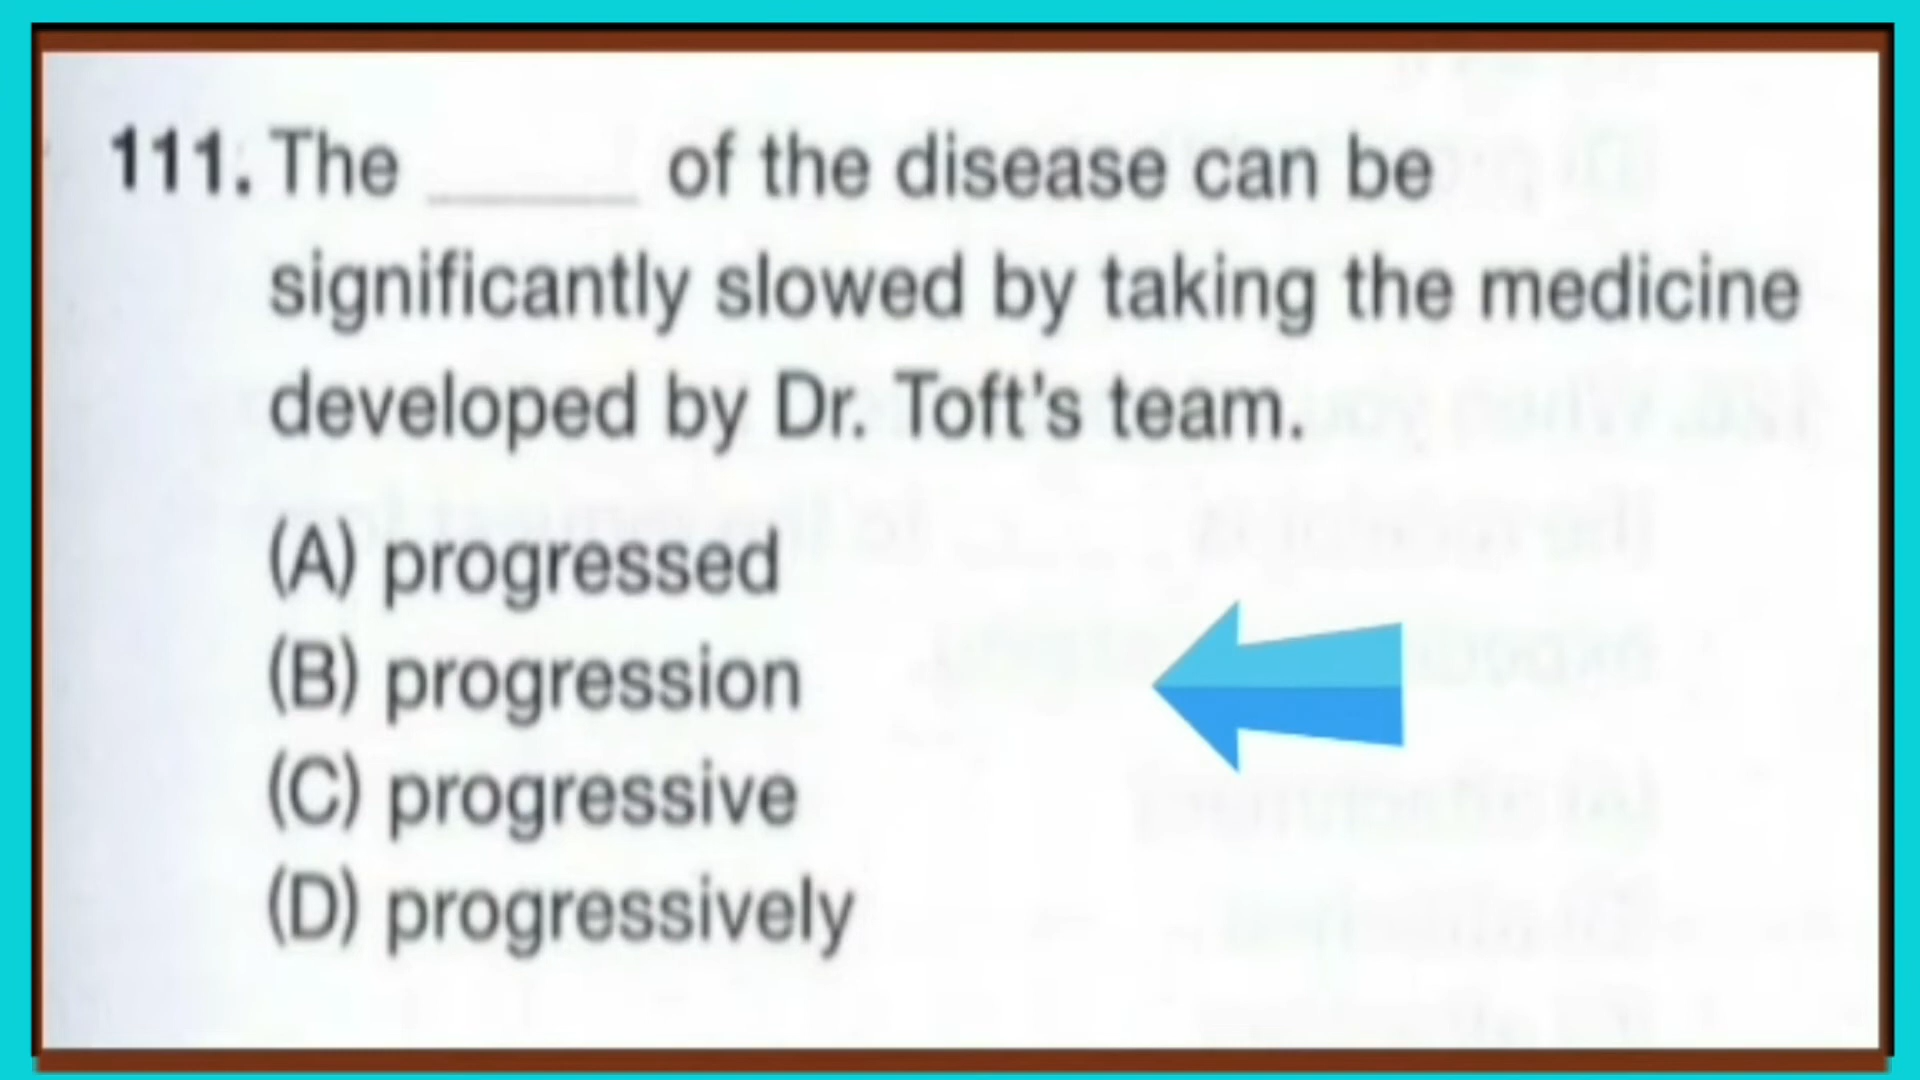 111. The ______ of the disease can be
significantly slowed by taking the medicine
developed by Dr. Toft's team.
(A) progressed
(B) progression
(C) progressive
(D) progressively